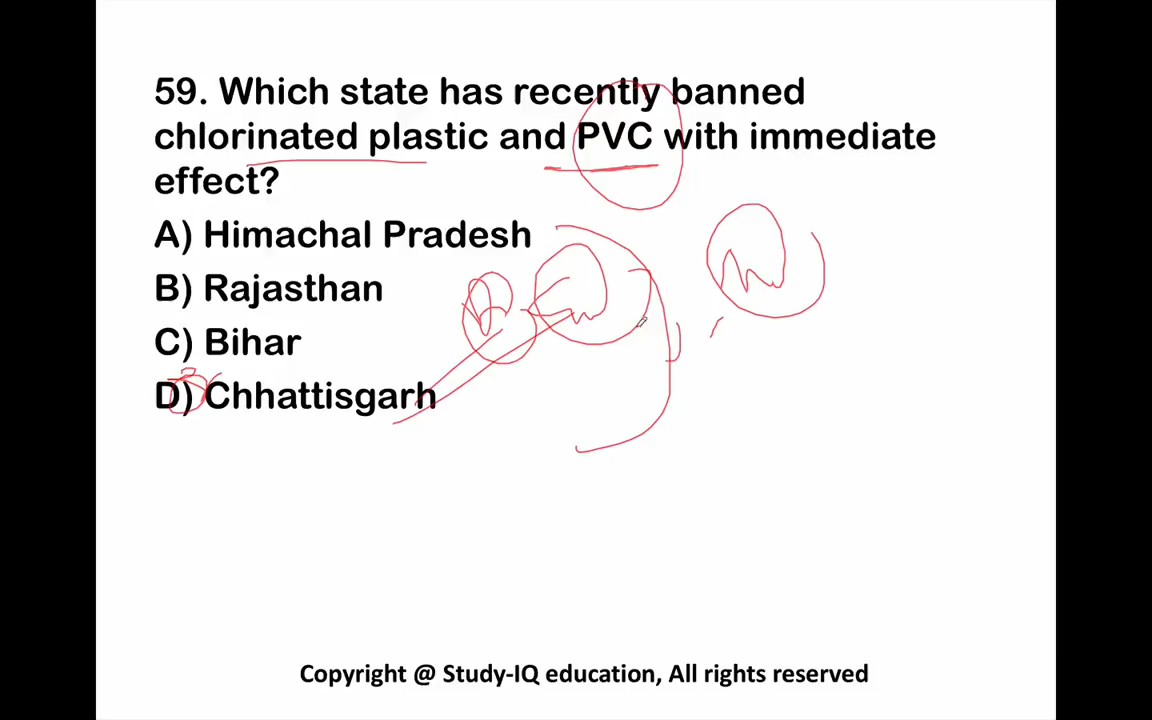 59. Which state has recently banned
chlorinated plastic and PVC with immediate
effect?
A) Himachal Pradesh
B) Rajasthan
C) Bihar
D) Chhattisgarh
Copyright @ Study-IQ education, All rights reserved